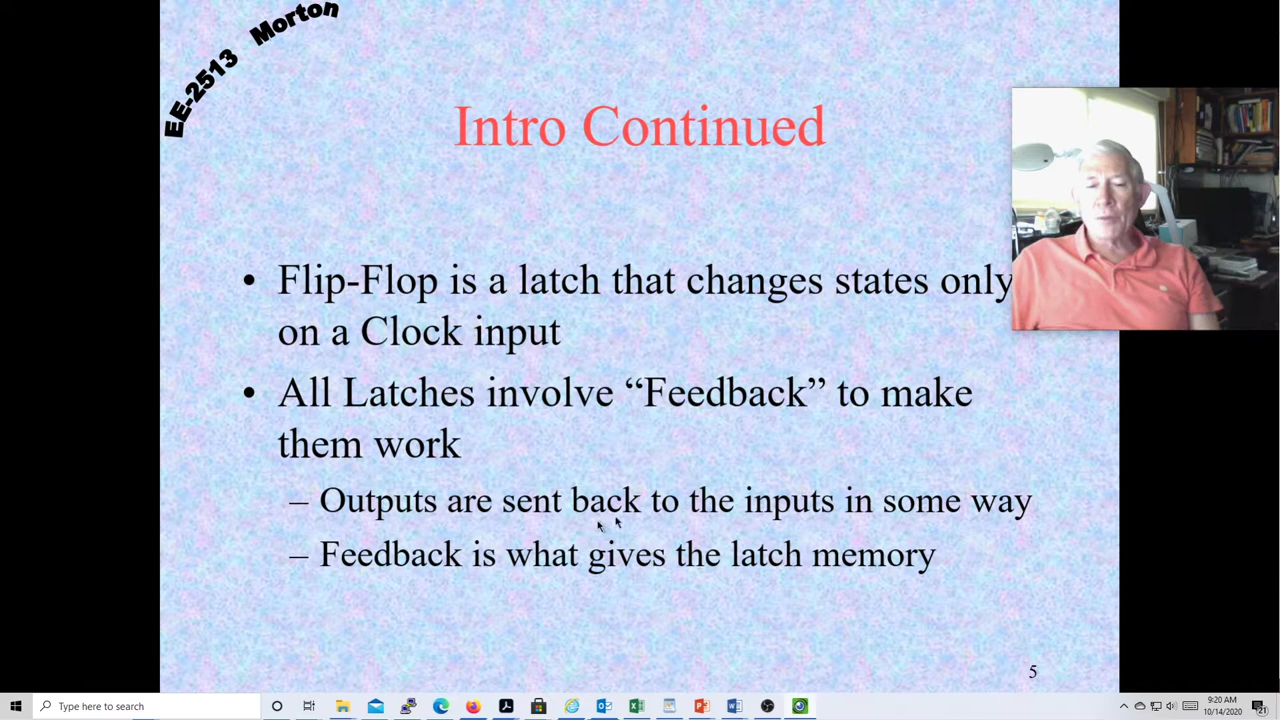 EE-2513 Morton
Intro Continued
• Flip-Flop is a latch that changes states only
on a Clock input
• All Latches involve “Feedback” to make
them work
– Outputs are sent back to the inputs in some way
– Feedback is what gives the latch memory
5
Type here to search
9:20 AM
10/14/2020
21